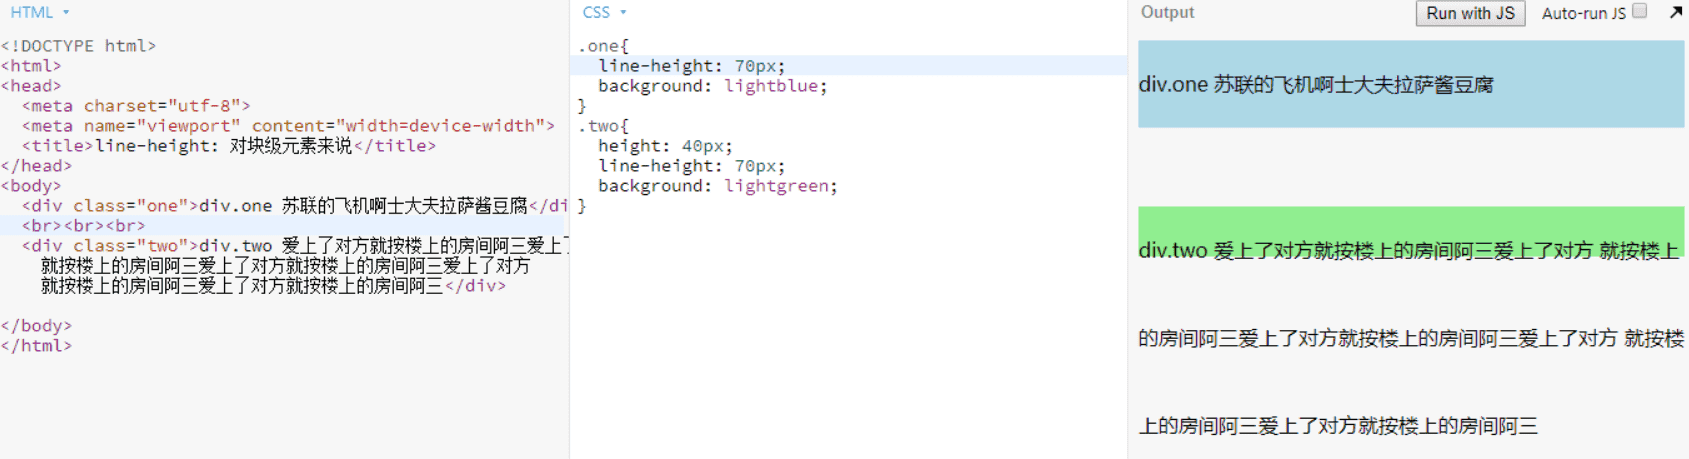 HTML
<!DOCTYPE html>
<html>
<head>
<meta charset="utf-8">
<meta name="viewport" content="width=device-width">
<title>line-height: 对块级元素来说</title>
</head>
<body>
<div class="one">div.one 苏联的飞机啊士大夫拉萨酱豆腐</di
<br><br><br>
<div class="two">div.two 爱上了对方就按楼上的房间阿三爱上
就按楼上的房间阿三爱上了对方就按楼上的房间阿三爱上了对方
就按楼上的房间阿三爱上了对方就按楼上的房间阿三</div>
</body>
</html>
CSS
.one{
line-height: 70px;
background: lightblue;
}
.two{
height: 40px;
line-height: 70px;
background: lightgreen;
}
Output
Run with JS
Auto-run JS
div.one 苏联的飞机啊士大夫拉萨酱豆腐
div.two 爱上了对方就按楼上的房间阿三爱上了对方 就按楼上
的房间阿三爱上了对方就按楼上的房间阿三爱上了对方 就按楼
上的房间阿三爱上了对方就按楼上的房间阿三